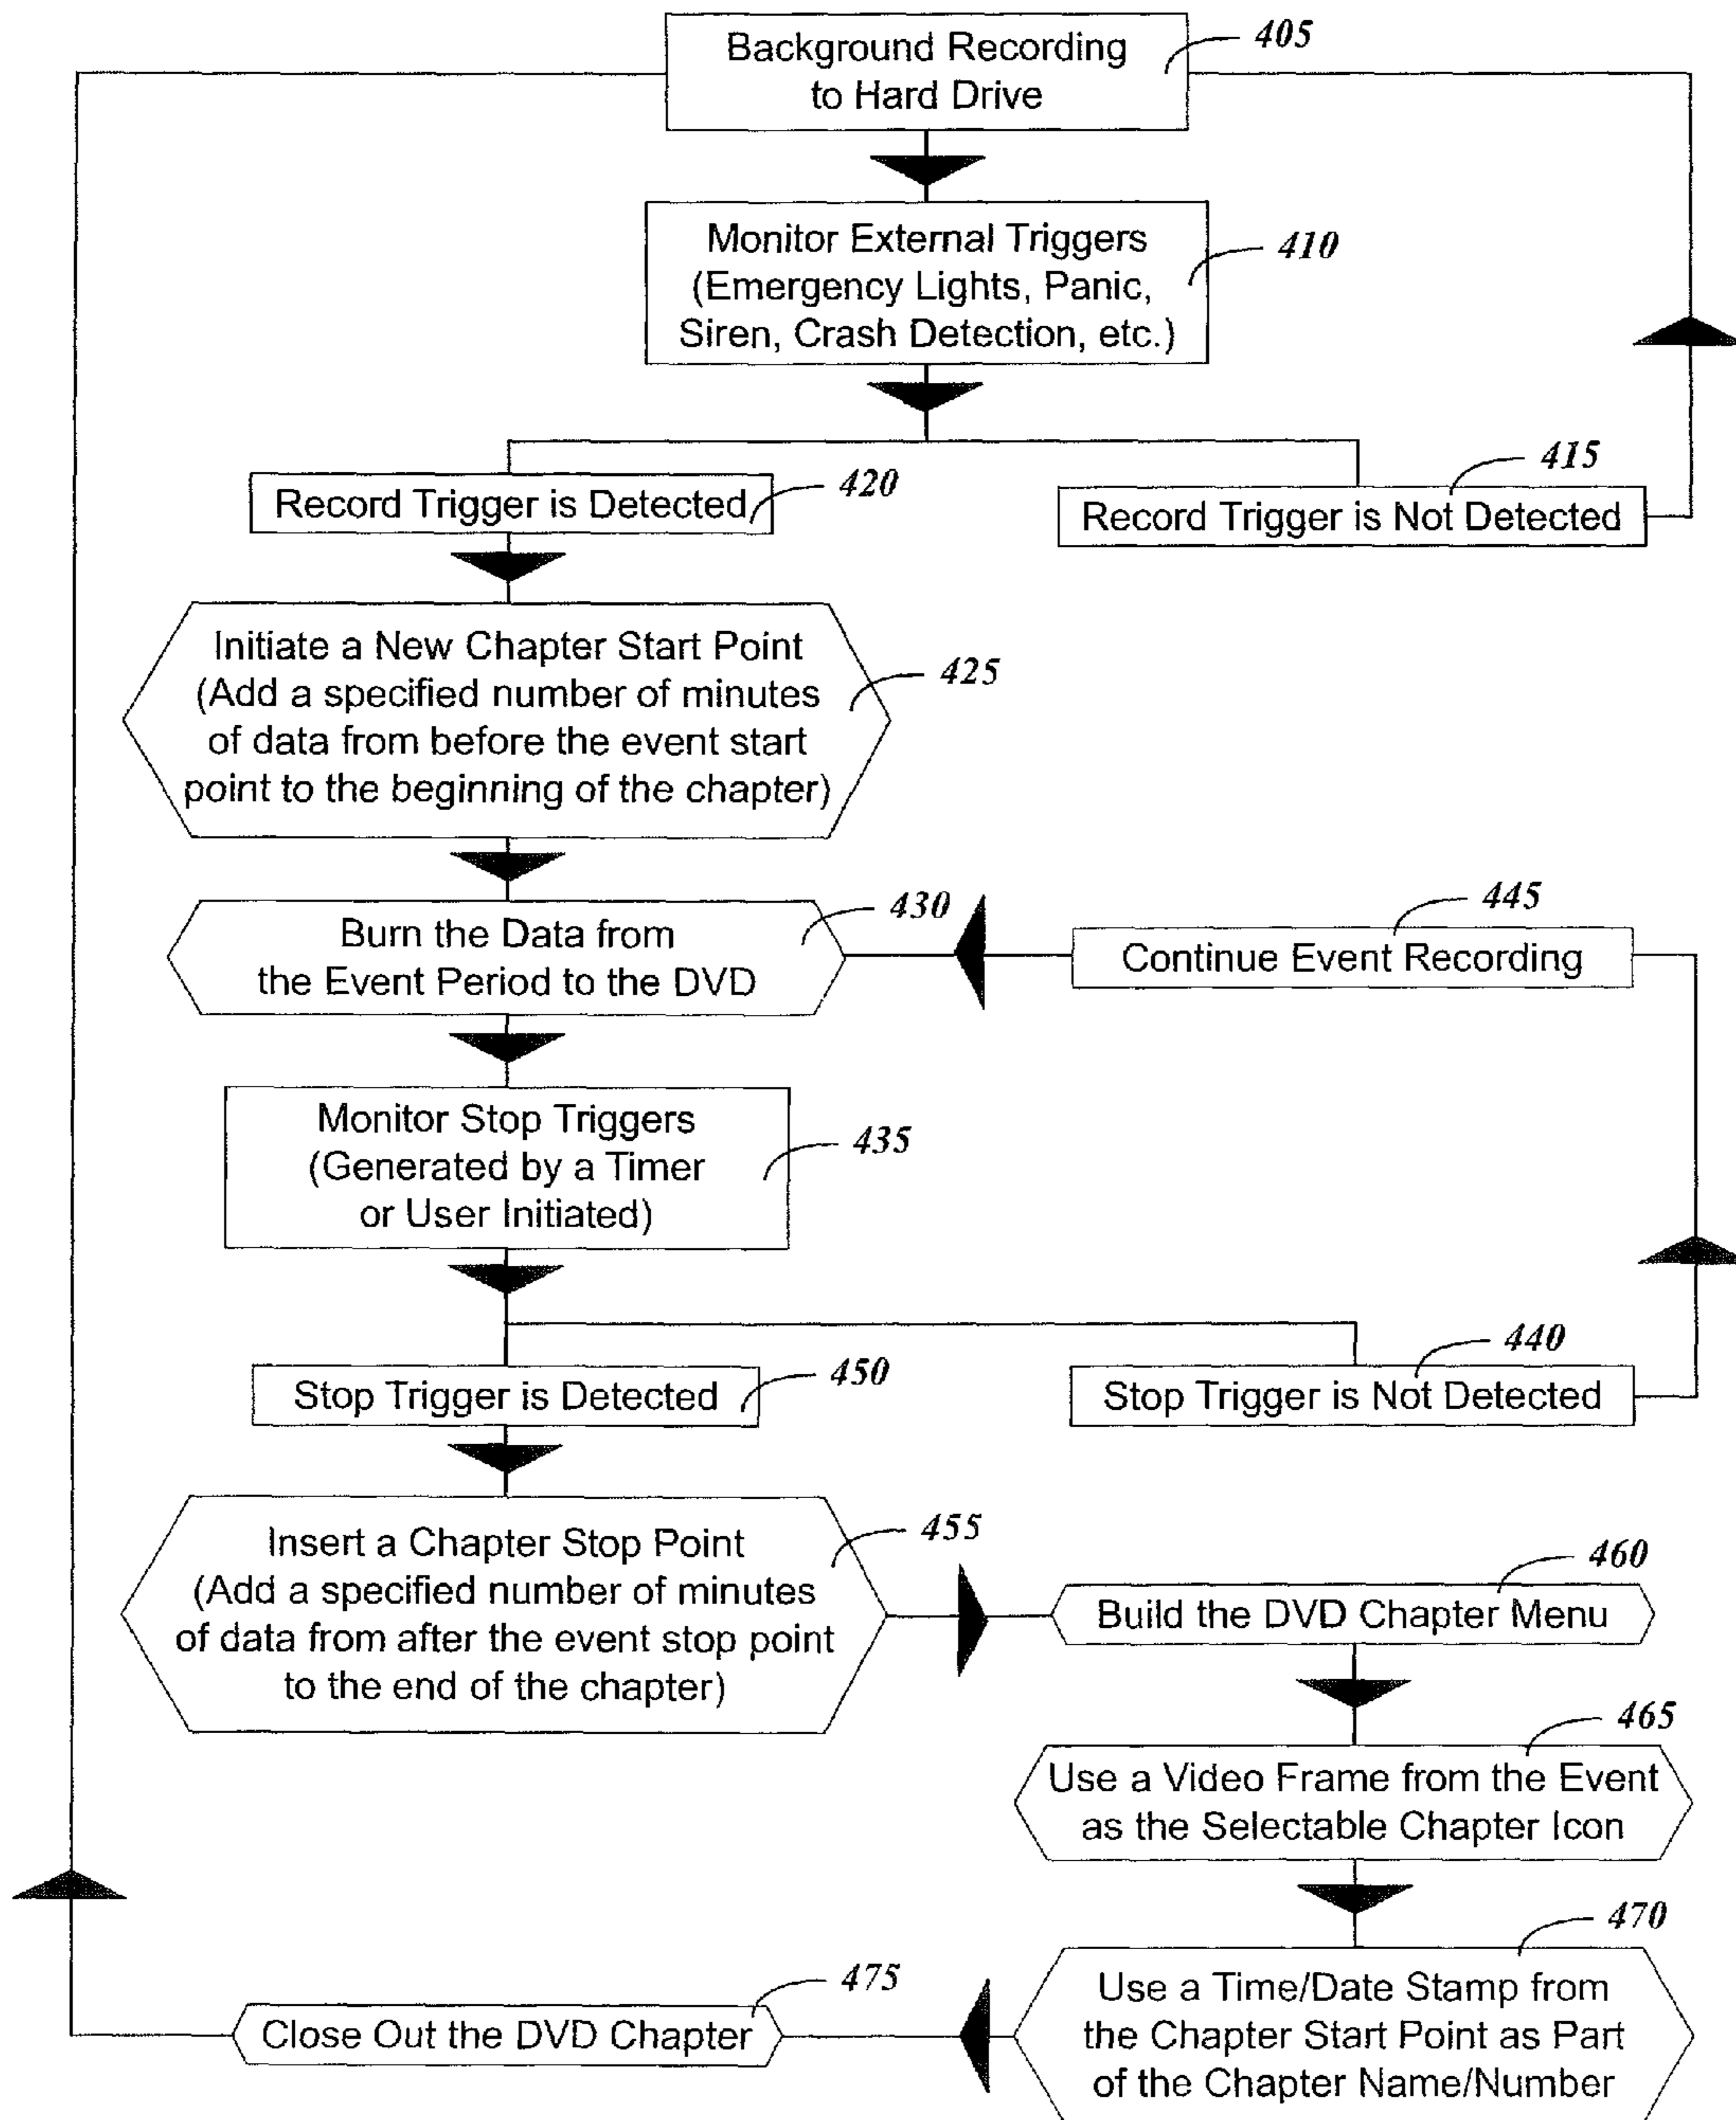 Background Recording
to Hard Drive
405
Monitor External Triggers
(Emergency Lights, Panic,
Siren, Crash Detection, etc.)
410
Record Trigger is Detected
420
Record Trigger is Not Detected
415
Initiate a New Chapter Start Point
(Add a specified number of minutes
of data from before the event start
point to the beginning of the chapter)
425
Burn the Data from
the Event Period to the DVD
430
Continue Event Recording
445
Monitor Stop Triggers
(Generated by a Timer
or User Initiated)
435
Stop Trigger is Detected
450
Stop Trigger is Not Detected
440
Insert a Chapter Stop Point
(Add a specified number of minutes
of data from after the event stop point
to the end of the chapter)
455
Build the DVD Chapter Menu
460
Use a Video Frame from the Event
as the Selectable Chapter Icon
465
Use a Time/Date Stamp from
the Chapter Start Point as Part
of the Chapter Name/Number
470
Close Out the DVD Chapter
475